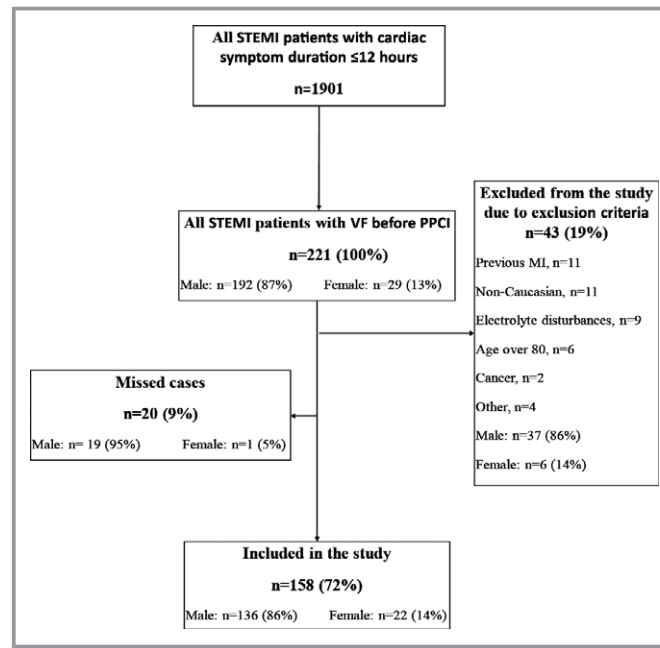 All STEMI patients with cardiac
symptom duration ≤12 hours
n=1901
All STEMI patients with VF before PPCI
n=221 (100%)
Male: n=192 (87%) Female: n=29 (13%)
Excluded from the study
due to exclusion criteria
n=43 (19%)
Previous MI, n=11
Non-Caucasian, n=11
Electrolyte disturbances, n=9
Age over 80, n=6
Cancer, n=2
Other, n=4
Male: n=37 (86%)
Female: n=6 (14%)
Missed cases
n=20 (9%)
Male: n= 19 (95%) Female: n=1 (5%)
Included in the study
n=158 (72%)
Male: n=136 (86%) Female: n=22 (14%)